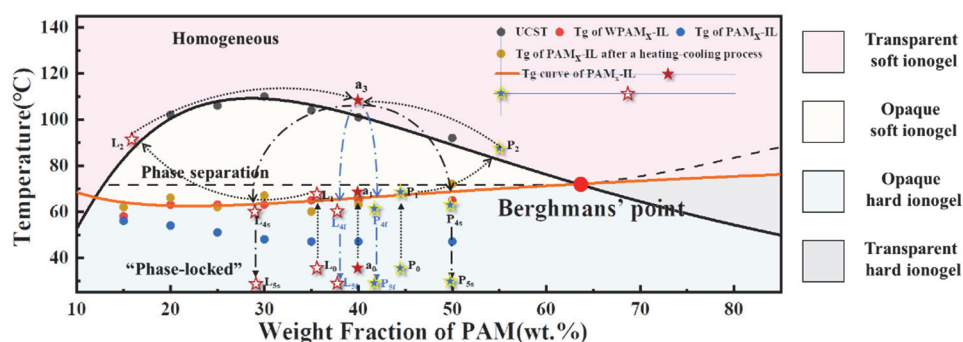 140
120
100
80
60
40
Temperature(°C)
Homogeneous
UCST
Tg of WPAMX-IL
Tg of PAMX-IL
Tg of PAMX-IL after a heating-cooling process
Tg curve of PAMx-IL
a3
L2
P2
Phase separation
L1
a1
P1
L4s
L4f
P4f
P4s
Berghmans' point
"Phase-locked"
L0
a0
P0
L5s
L5f
P5f
P5s
10 20 30 40 50 60 70 80
Weight Fraction of PAM(wt.%)
Transparent
soft ionogel
Opaque
soft ionogel
Opaque
hard ionogel
Transparent
hard ionogel